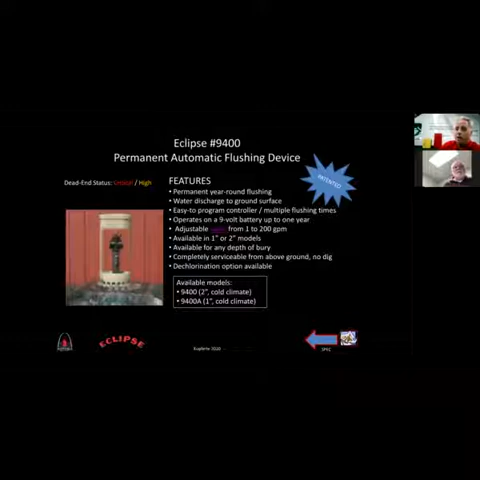 Eclipse #9400
Permanent Automatic Flushing Device
Dead-End Status: Critical / High
PATENTED
FEATURES
• Permanent year-round flushing
• Water discharge to ground surface
• Easy-to program controller / multiple flushing times
• Operates on a 9-volt battery up to one year
• Adjustable from 1 to 200 gpm
• Available in 1" or 2" models
• Available for any depth of bury
• Completely serviceable from above ground, no dig
• Dechlorination option available
Available models:
• 9400 (2", cold climate)
• 9400A (1", cold climate)
ECLIPSE
Kupferle 2020
SPEC